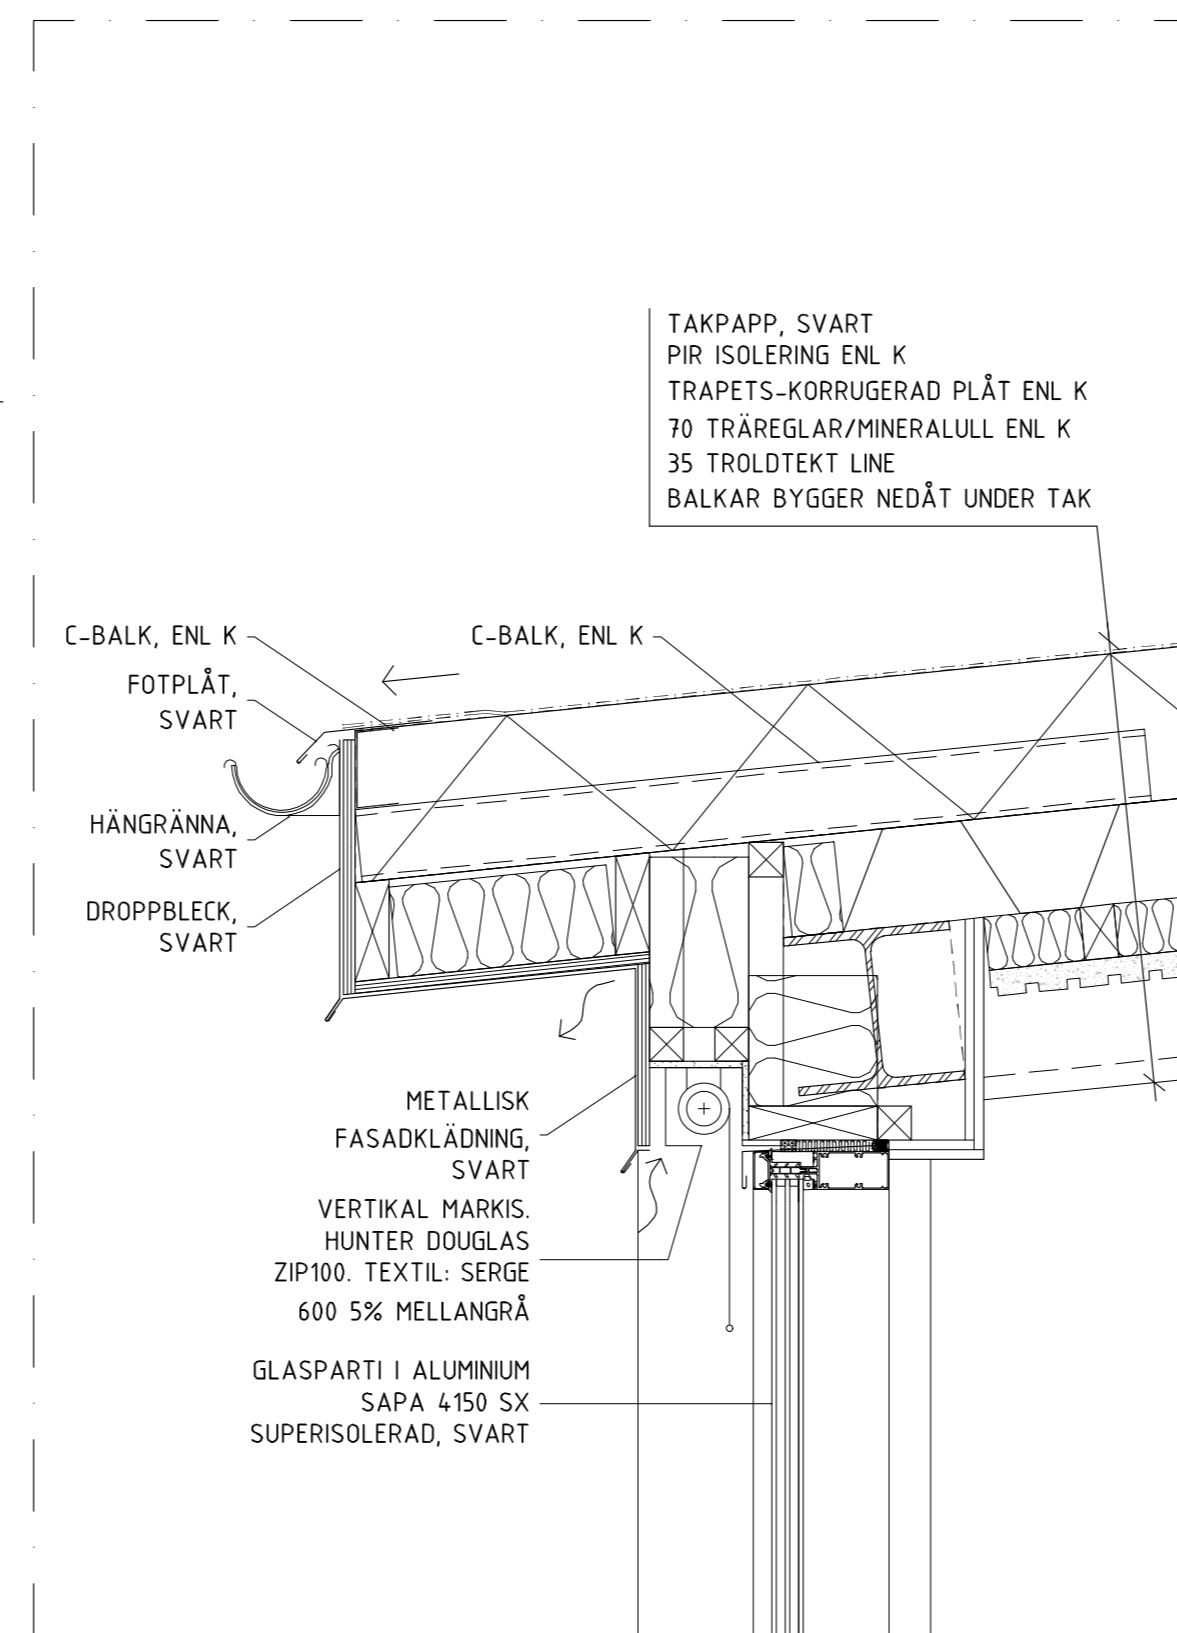 TAKPAPP, SVART
PIR ISOLERING ENL K
TRAPETS-KORRUGERAD PLÅT ENL K
70 TRÄREGLAR/MINERALULL ENL K
35 TROLDTEKT LINE
BALKAR BYGGER NEDÅT UNDER TAK
C-BALK, ENL K
C-BALK, ENL K
FOTPLÅT,
SVART
HÄNGRÄNNA,
SVART
DROPPBLECK,
SVART
METALLISK
FASADKLÄDNING,
SVART
VERTIKAL MARKIS.
HUNTER DOUGLAS
ZIP100. TEXTIL: SERGE
600 5% MELLANGRÅ
GLASPARTI I ALUMINIUM
SAPA 4150 SX
SUPERISOLERAD, SVART